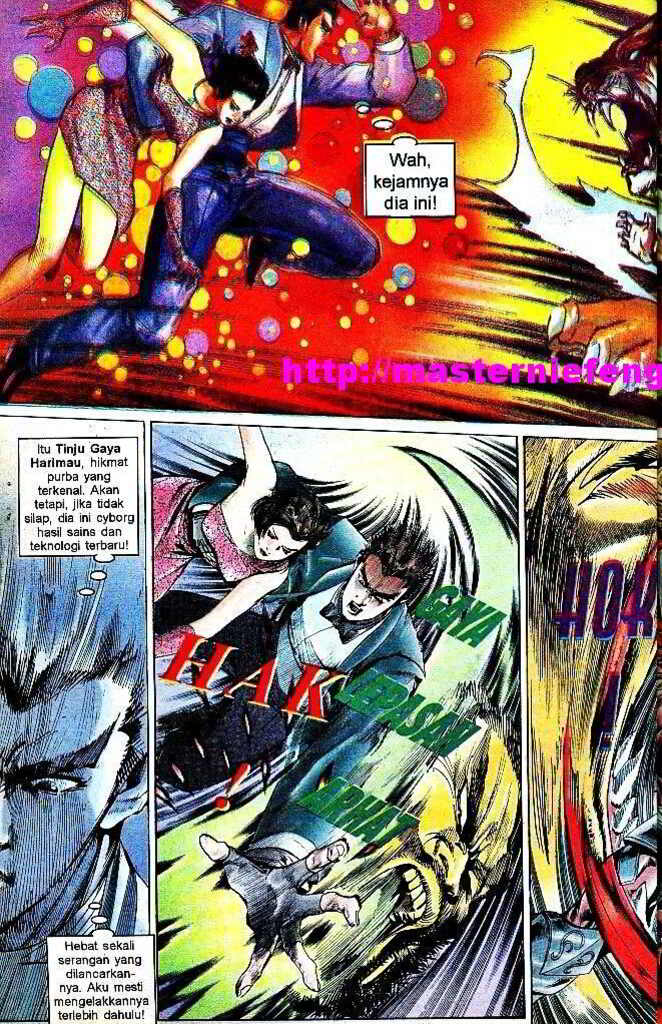 Wah,
kejamnya
dia ini!
http://masterniefeng
Itu Tinju Gaya
Harimau, hikmat
purba yang
terkenal. Akan
tetapi, jika tidak
silap, dia ini cyborg
hasil sains dan
teknologi terbaru!
Hebat sekali
serangan yang
dilancarkan-
nya. Aku mesti
mengelakkannya
terlebih dahulu!
GAYA
LEPASAN
HAK
!
HOK
!